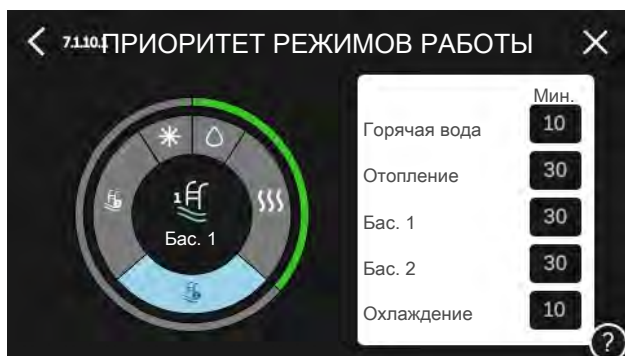 7.1.10.1 ПРИОРИТЕТ РЕЖИМОВ РАБОТЫ
Мин.
Горячая вода 10
Отопление 30
Бас. 1 30
Бас. 2 30
Охлаждение 10
1
Бас. 1
?